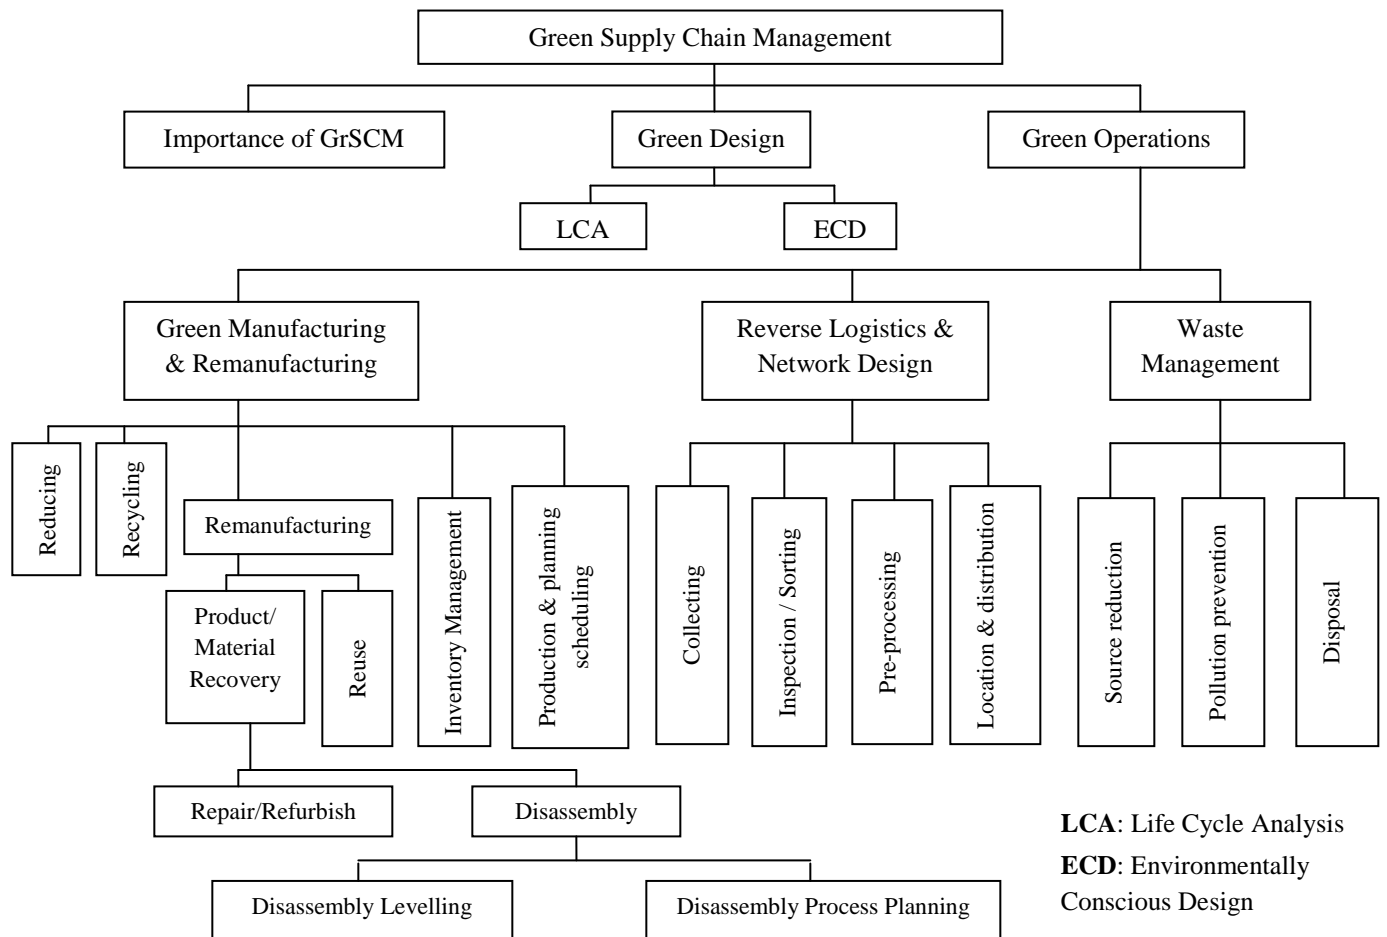 Green Supply Chain Management
Importance of GrSCM
Green Design
Green Operations
LCA
ECD
Green Manufacturing
& Remanufacturing
Reverse Logistics &
Network Design
Waste
Management
Reducing
Recycling
Remanufacturing
Product/
Material
Recovery
Reuse
Inventory Management
Production & planning
scheduling
Collecting
Inspection / Sorting
Pre-processing
Location & distribution
Source reduction
Pollution prevention
Disposal
Repair/Refurbish
Disassembly
Disassembly Levelling
Disassembly Process Planning
LCA: Life Cycle Analysis
ECD: Environmentally
Conscious Design